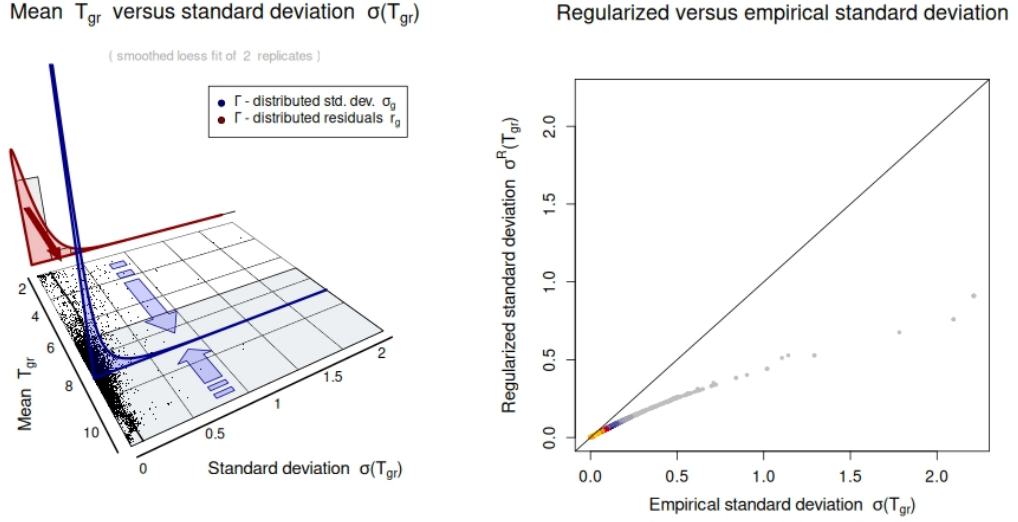 Mean T_gr versus standard deviation σ(T_gr)
( smoothed loess fit of 2 replicates )
Γ - distributed std. dev. σ_g
Γ - distributed residuals r_g
2
4
6
8
10
Mean T_gr
0
0.5
1
1.5
2
Standard deviation σ(T_gr)
Regularized versus empirical standard deviation
2.0
1.5
1.0
0.5
0.0
Regularized standard deviation σ^R(T_gr)
0.0 0.5 1.0 1.5 2.0
Empirical standard deviation σ(T_gr)